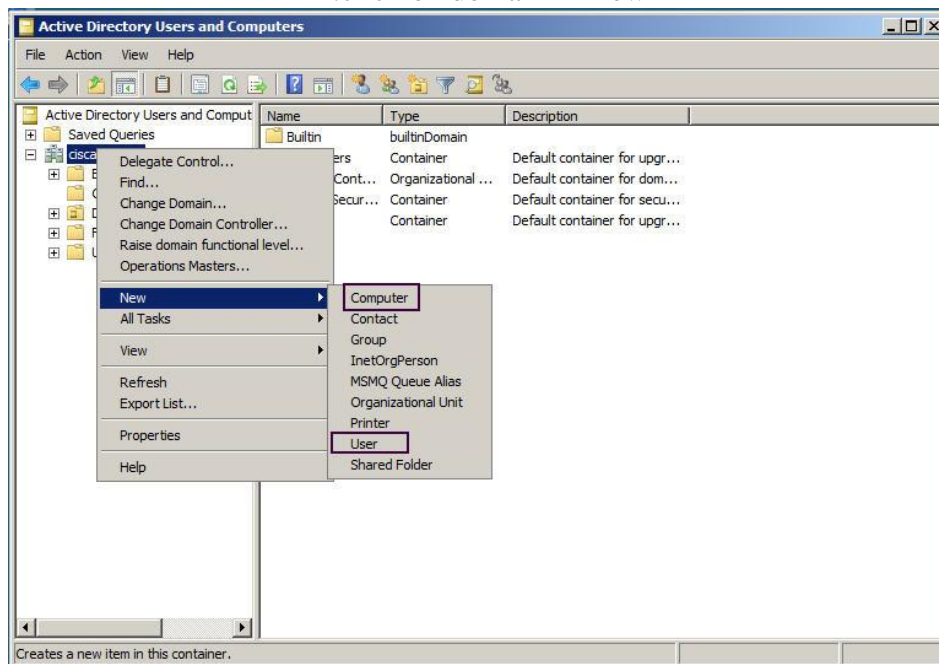 Active Directory Users and Computers
File Action View Help
Active Directory Users and Comput
Saved Queries
cisca
Name Type Description
Builtin builtinDomain
ers Container Default container for upgr...
Cont... Organizational ... Default container for dom...
Secur... Container Default container for secu...
Container Default container for upgr...
Delegate Control...
Find...
Change Domain...
Change Domain Controller...
Raise domain functional level...
Operations Masters...
New
All Tasks
View
Refresh
Export List...
Properties
Help
Computer
Contact
Group
InetOrgPerson
MSMQ Queue Alias
Organizational Unit
Printer
User
Shared Folder
Creates a new item in this container.